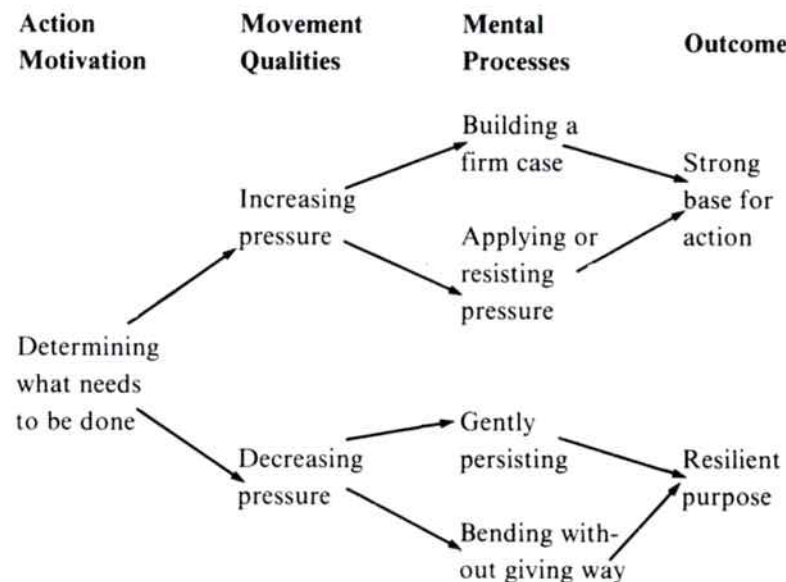 Action
Motivation
Movement
Qualities
Mental
Processes
Outcome
Building a
firm case
Increasing
pressure
Applying or
resisting
pressure
Strong
base for
action
Determining
what needs
to be done
Decreasing
pressure
Gently
persisting
Bending with-
out giving way
Resilient
purpose